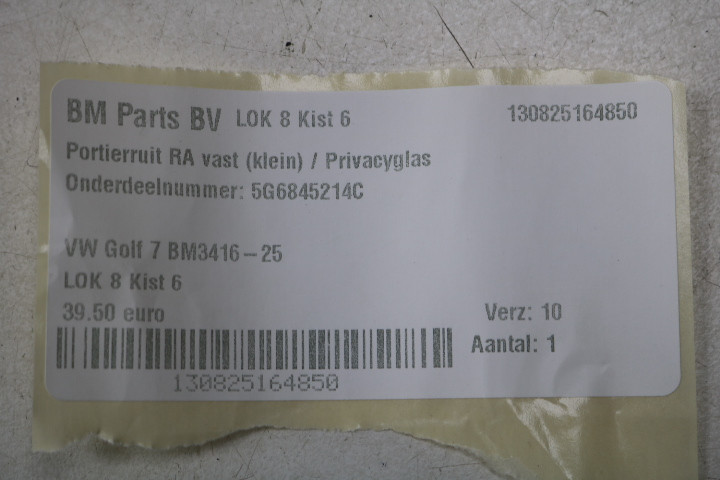 BM Parts BV LOK 8 Kist 6 130825164850
Portierruit RA vast (klein) / Privacyglas
Onderdeelnummer: 5G6845214C
VW Golf 7 BM3416-25
LOK 8 Kist 6
39.50 euro Verz: 10
Aantal: 1
130825164850